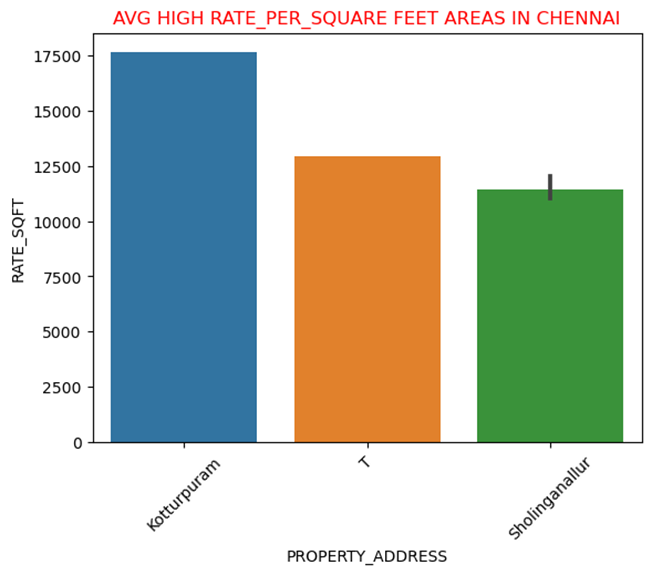 AVG HIGH RATE_PER_SQUARE FEET AREAS IN CHENNAI
17500
15000
12500
10000
7500
5000
2500
0
RATE_SQFT
Kotturpuram
T
Sholinganallur
PROPERTY_ADDRESS